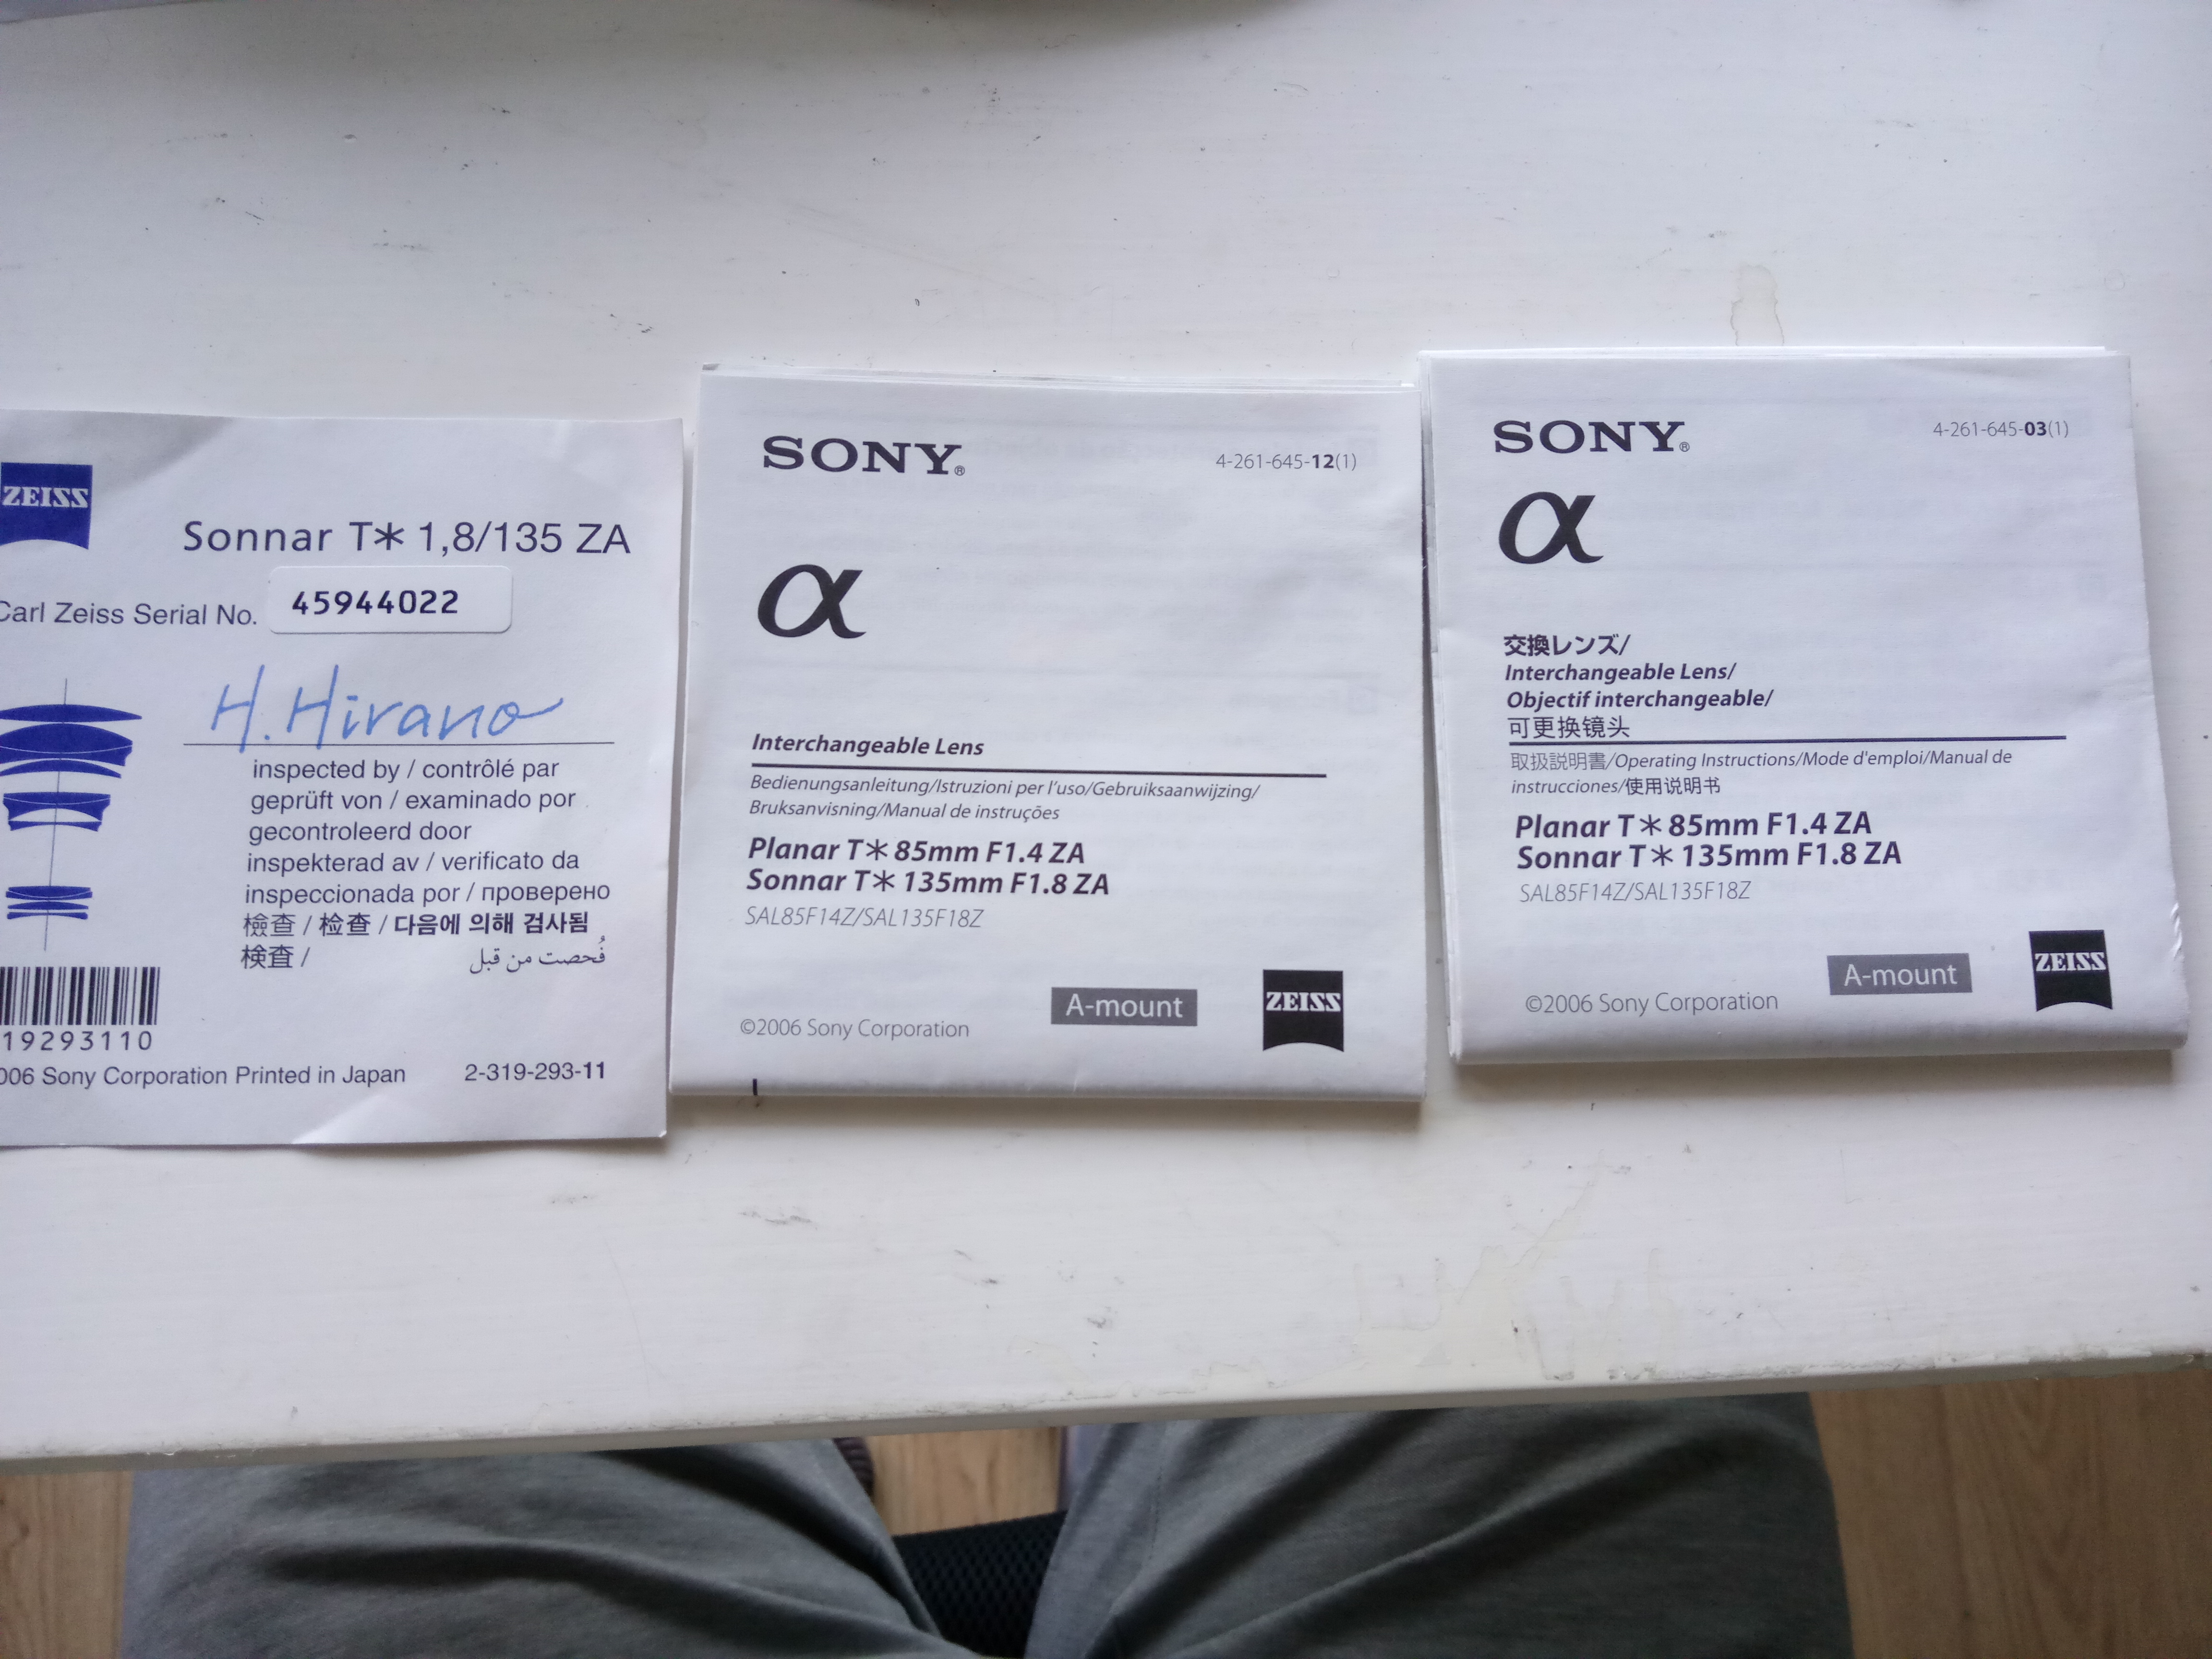 ZEISS
Sonnar T* 1,8/135 ZA
Carl Zeiss Serial No. 45944022
H. Hirano
inspected by / contrôlé par
geprüft von / examinado por
gecontroleerd door
inspekterad av / verificato da
inspeccionada por / проверено
檢查 / 检查 / 다음에 의해 검사됨
検査 / فُحصت من قبل
19293110
006 Sony Corporation Printed in Japan 2-319-293-11
SONY® 4-261-645-12(1)
α
Interchangeable Lens
Bedienungsanleitung/Istruzioni per l'uso/Gebruiksaanwijzing/
Bruksanvisning/Manual de instruções
Planar T* 85mm F1.4 ZA
Sonnar T* 135mm F1.8 ZA
SAL85F14Z/SAL135F18Z
©2006 Sony Corporation A-mount ZEISS
SONY® 4-261-645-03(1)
α
交換レンズ/
Interchangeable Lens/
Objectif interchangeable/
可更换镜头
取扱説明書/Operating Instructions/Mode d'emploi/Manual de
instrucciones/使用说明书
Planar T* 85mm F1.4 ZA
Sonnar T* 135mm F1.8 ZA
SAL85F14Z/SAL135F18Z
©2006 Sony Corporation A-mount ZEISS